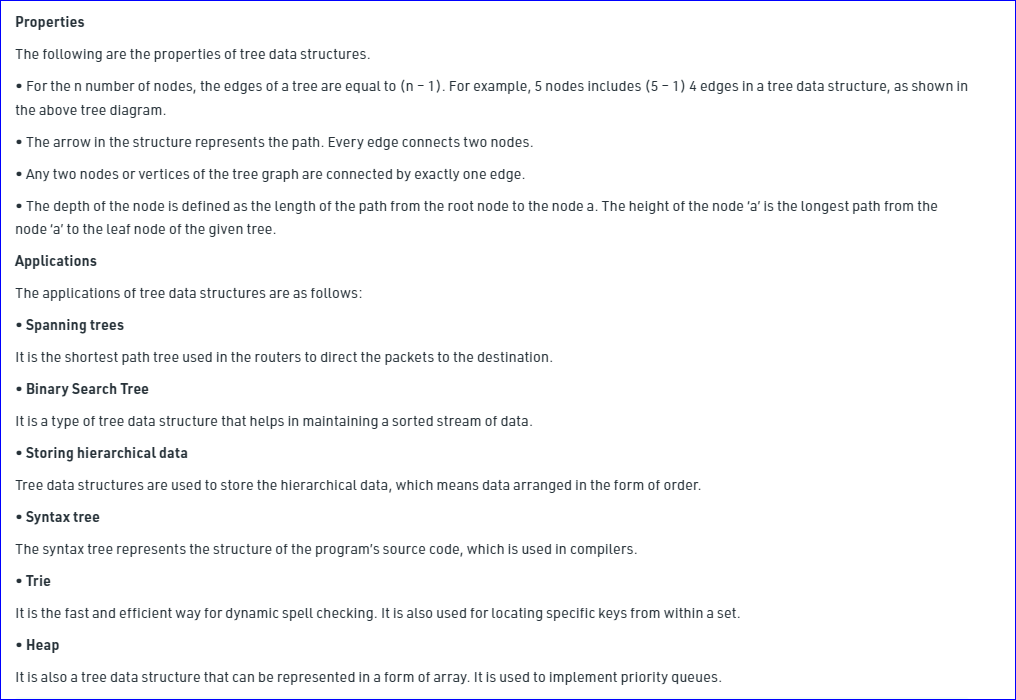 Properties
The following are the properties of tree data structures.
• For the n number of nodes, the edges of a tree are equal to (n – 1). For example, 5 nodes includes (5 – 1) 4 edges in a tree data structure, as shown in
the above tree diagram.
• The arrow in the structure represents the path. Every edge connects two nodes.
• Any two nodes or vertices of the tree graph are connected by exactly one edge.
• The depth of the node is defined as the length of the path from the root node to the node a. The height of the node ‘a’ is the longest path from the
node ‘a’ to the leaf node of the given tree.
Applications
The applications of tree data structures are as follows:
• Spanning trees
It is the shortest path tree used in the routers to direct the packets to the destination.
• Binary Search Tree
It is a type of tree data structure that helps in maintaining a sorted stream of data.
• Storing hierarchical data
Tree data structures are used to store the hierarchical data, which means data arranged in the form of order.
• Syntax tree
The syntax tree represents the structure of the program’s source code, which is used in compilers.
• Trie
It is the fast and efficient way for dynamic spell checking. It is also used for locating specific keys from within a set.
• Heap
It is also a tree data structure that can be represented in a form of array. It is used to implement priority queues.